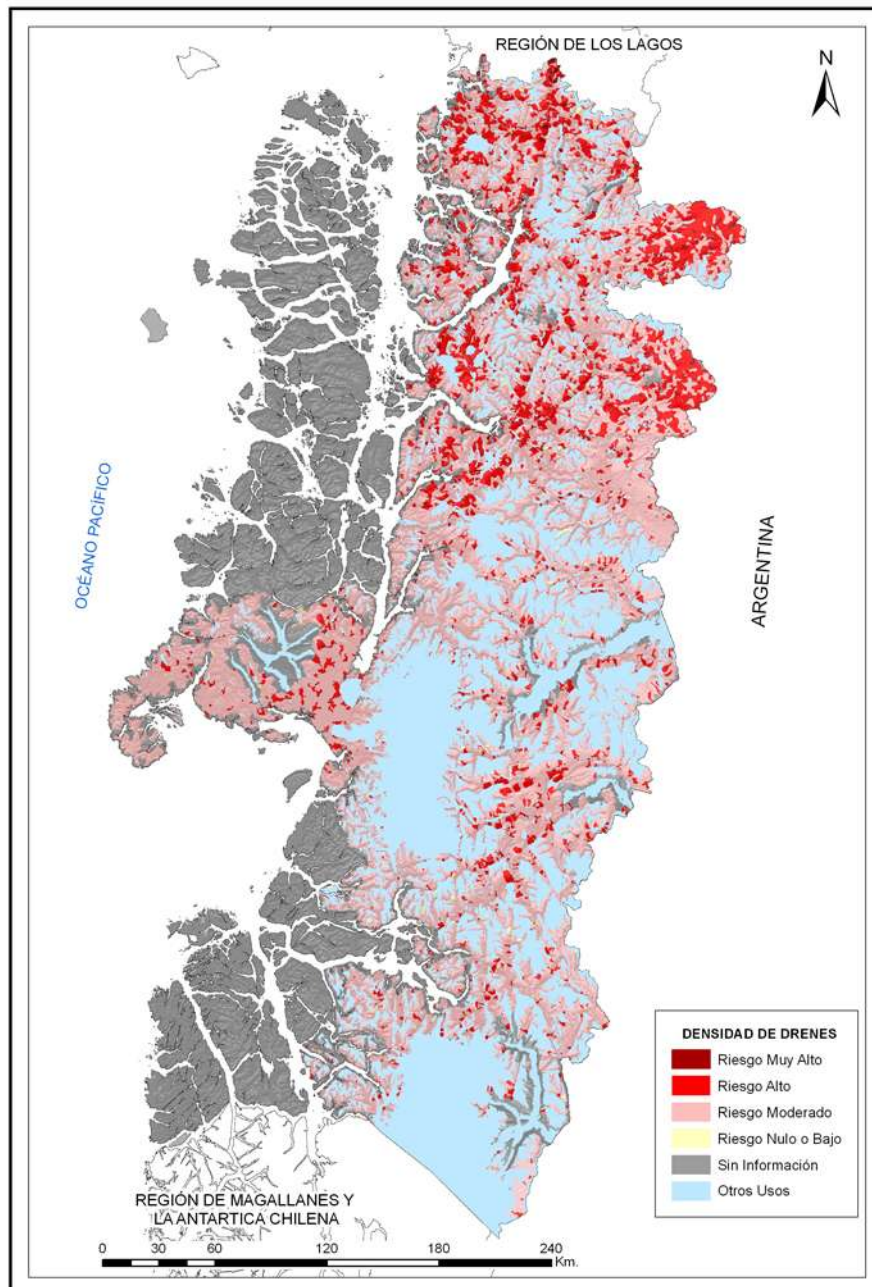 REGIÓN DE LOS LAGOS
N
OCÉANO PACÍFICO
ARGENTINA
DENSIDAD DE DRENES
Riesgo Muy Alto
Riesgo Alto
Riesgo Moderado
Riesgo Nulo o Bajo
Sin Información
Otros Usos
REGIÓN DE MAGALLANES Y
LA ANTARTICA CHILENA
0 30 60 120 180 240
Km.